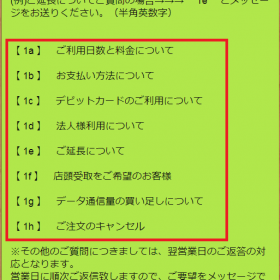 (例)ご延長についてご質問の場合⇒⇒⇒ "1e" とメッセー
ジをお送りください。（半角英数字）
【 1a 】 ご利用日数と料金について
【 1b 】 お支払い方法について
【 1c 】 デビットカードのご利用について
【 1d 】 法人様利用について
【 1e 】 ご延長について
【 1f 】 店頭受取をご希望のお客様
【 1g 】 データ通信量の買い足しについて
【 1h 】 ご注文のキャンセル
※その他のご質問につきましては、翌営業日のご返答の対
応となります。
営業日に順次ご返信致しますので、ご要望をメッセージで